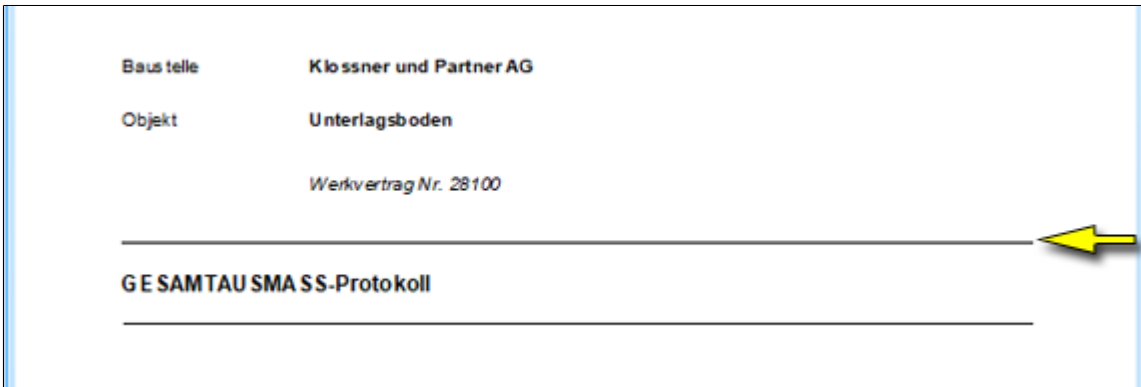 Baustelle Klossner und Partner AG
Objekt Unterlagsboden
Werkvertrag Nr. 28100
GESAMTAUSMASS-Protokoll